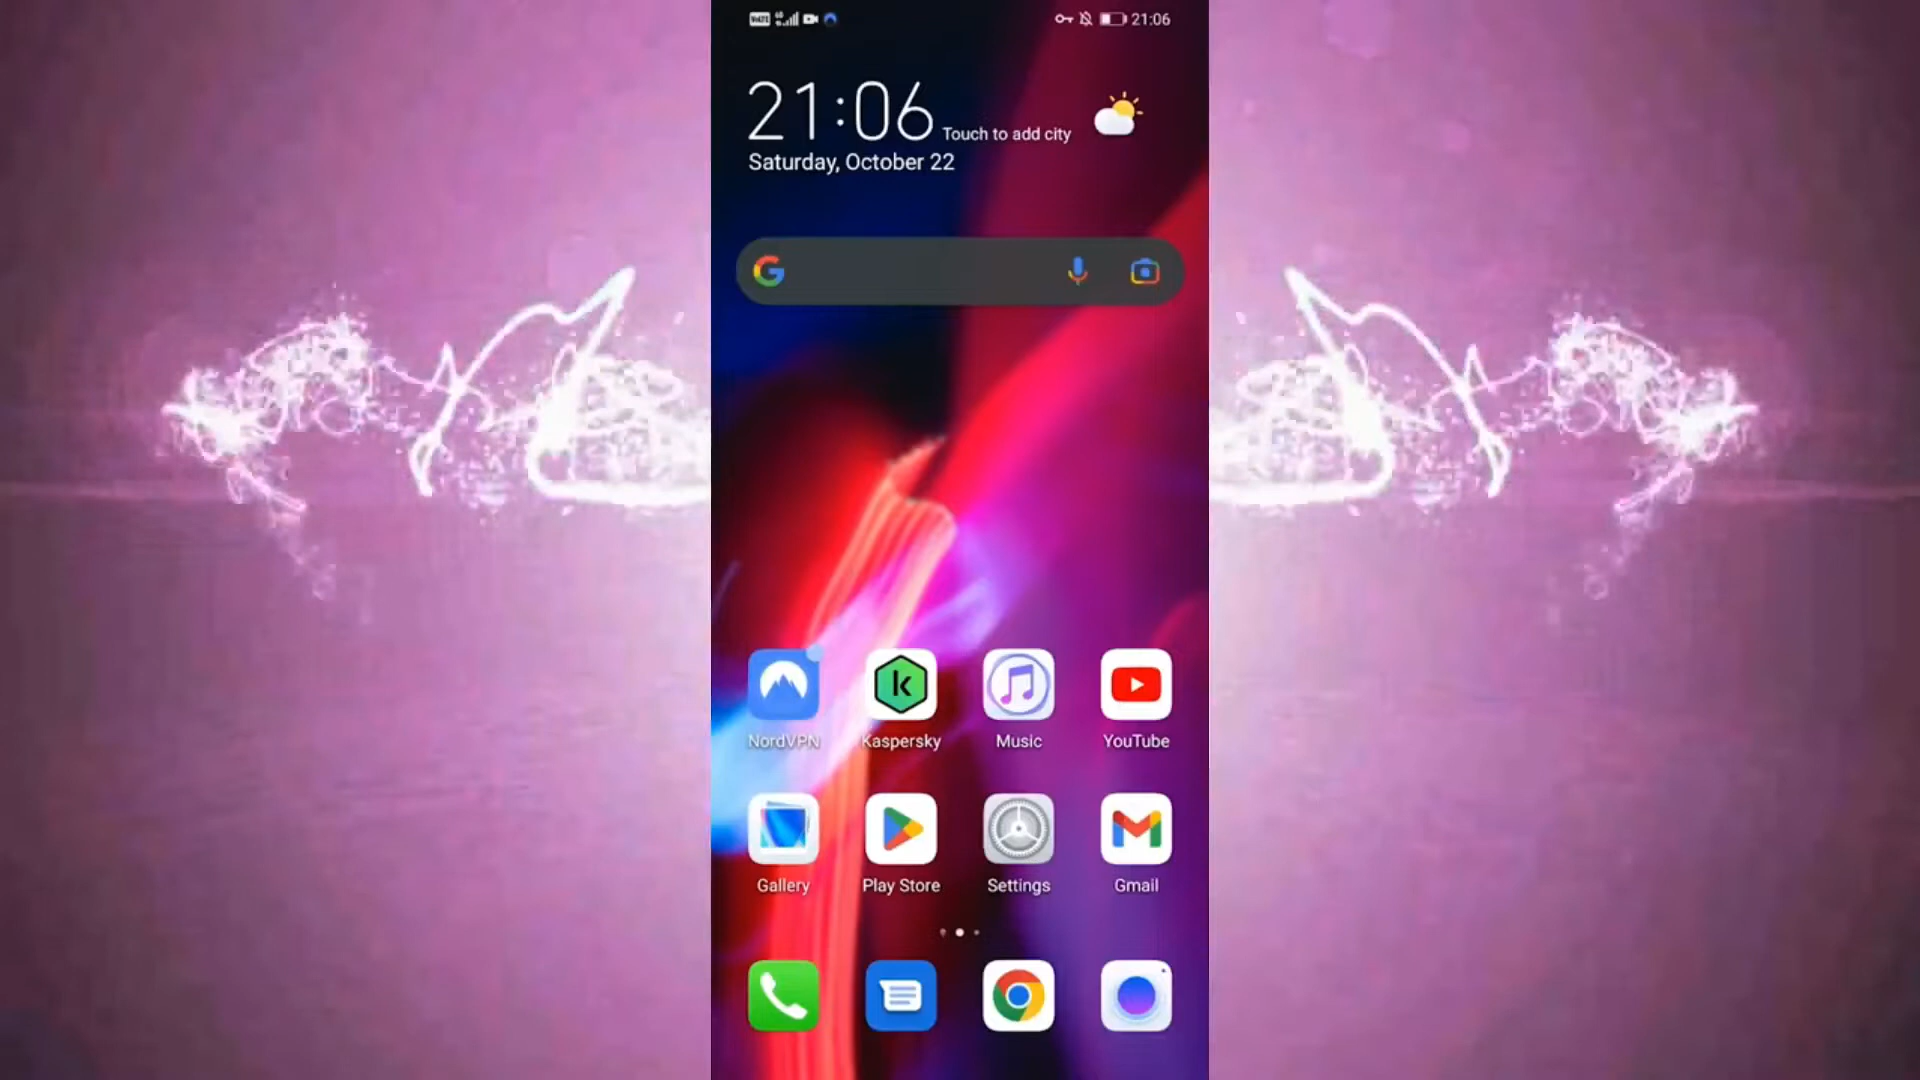 VoLTE 21:06
21:06 Touch to add city
Saturday, October 22
NordVPN Kaspersky Music YouTube
Gallery Play Store Settings Gmail